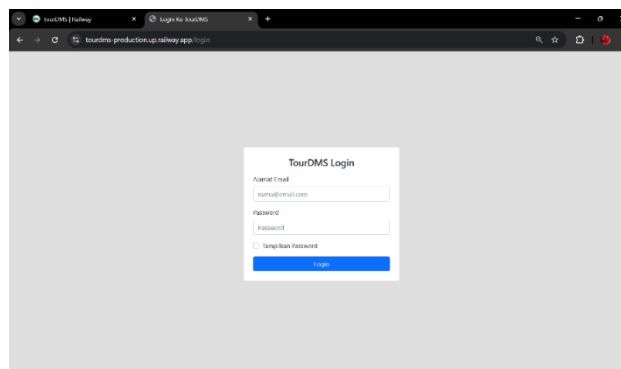 TourDMS | Railway
Login Ke TourDMS
tourdms-production.up.railway.app/login
TourDMS Login
Alamat Email
nama@email.com
Password
Password
Tampilkan Password
Login